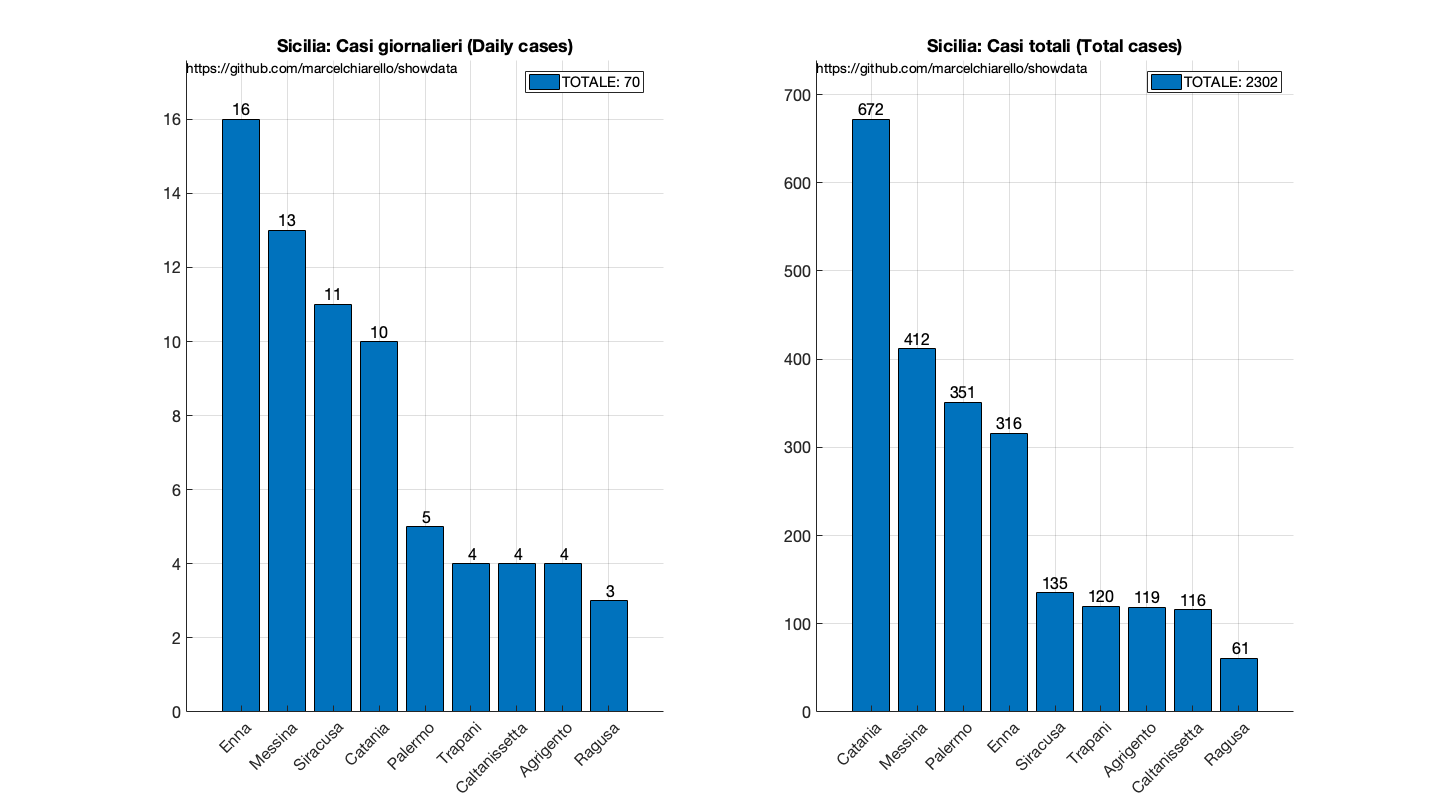 Sicilia: Casi giornalieri (Daily cases)
https://github.com/marcelchiarello/showdata
TOTALE: 70
16
14
12
10
8
6
4
2
0
16
13
11
10
5
4
4
4
3
Enna
Messina
Siracusa
Catania
Palermo
Trapani
Caltanissetta
Agrigento
Ragusa
Sicilia: Casi totali (Total cases)
https://github.com/marcelchiarello/showdata
TOTALE: 2302
700
600
500
400
300
200
100
0
672
412
351
316
135
120
119
116
61
Catania
Messina
Palermo
Enna
Siracusa
Trapani
Agrigento
Caltanissetta
Ragusa